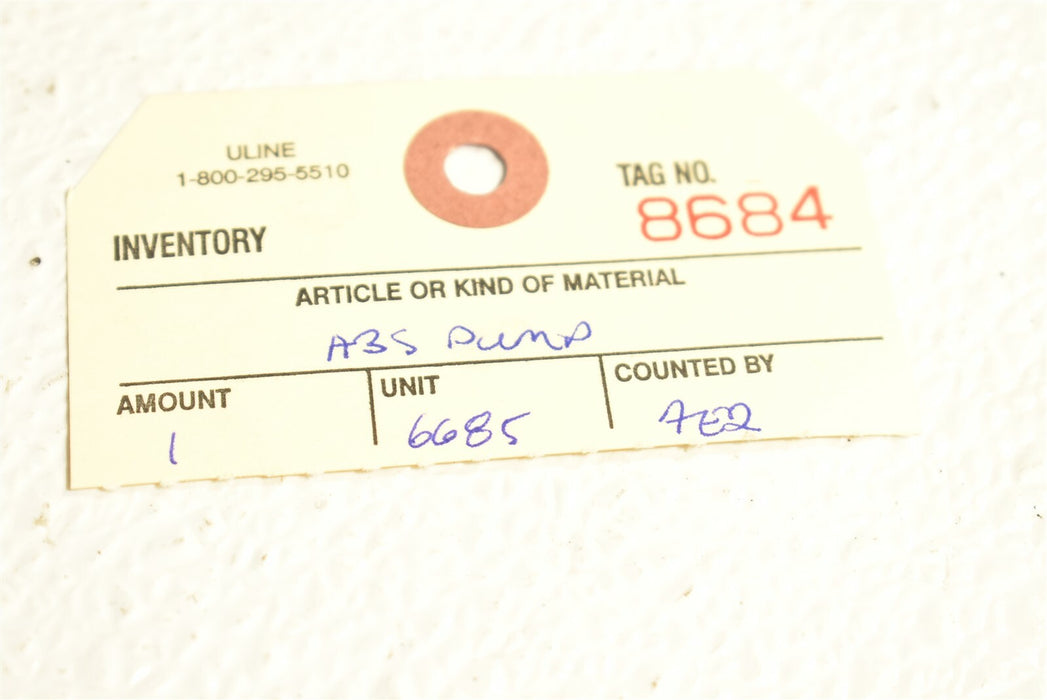 ULINE
1-800-295-5510
TAG NO.
8684
INVENTORY
ARTICLE OR KIND OF MATERIAL
ABS PUMP
AMOUNT
UNIT
COUNTED BY
1
6685
7E2